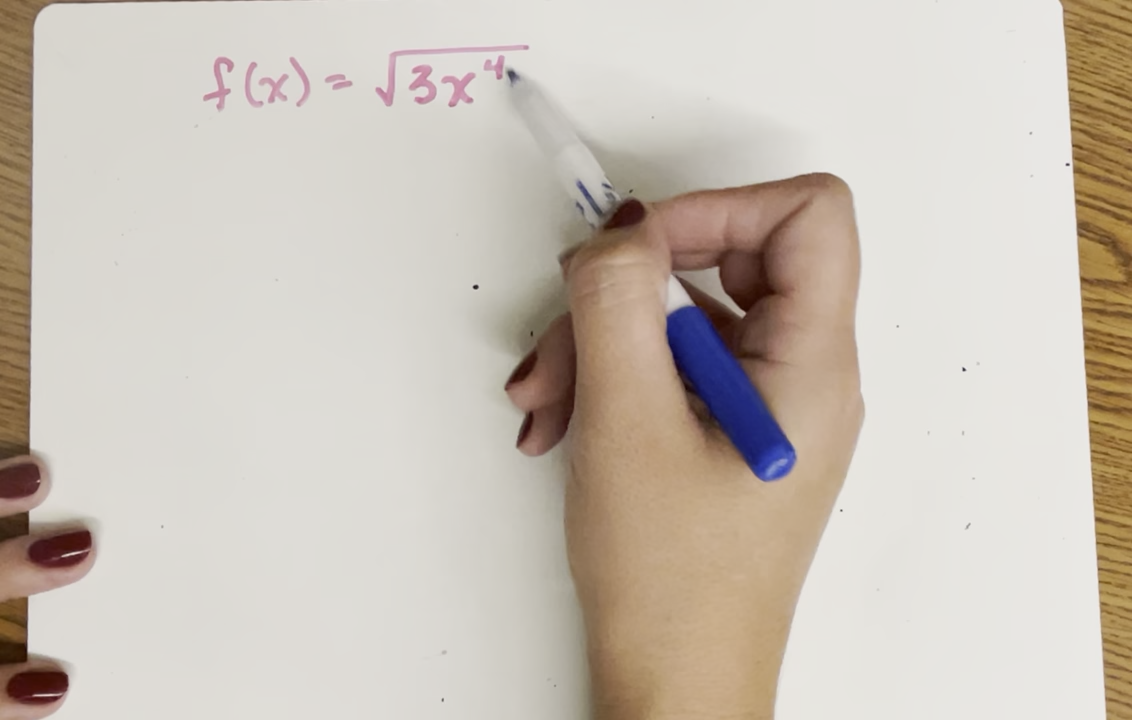 f(x) = √3x⁴